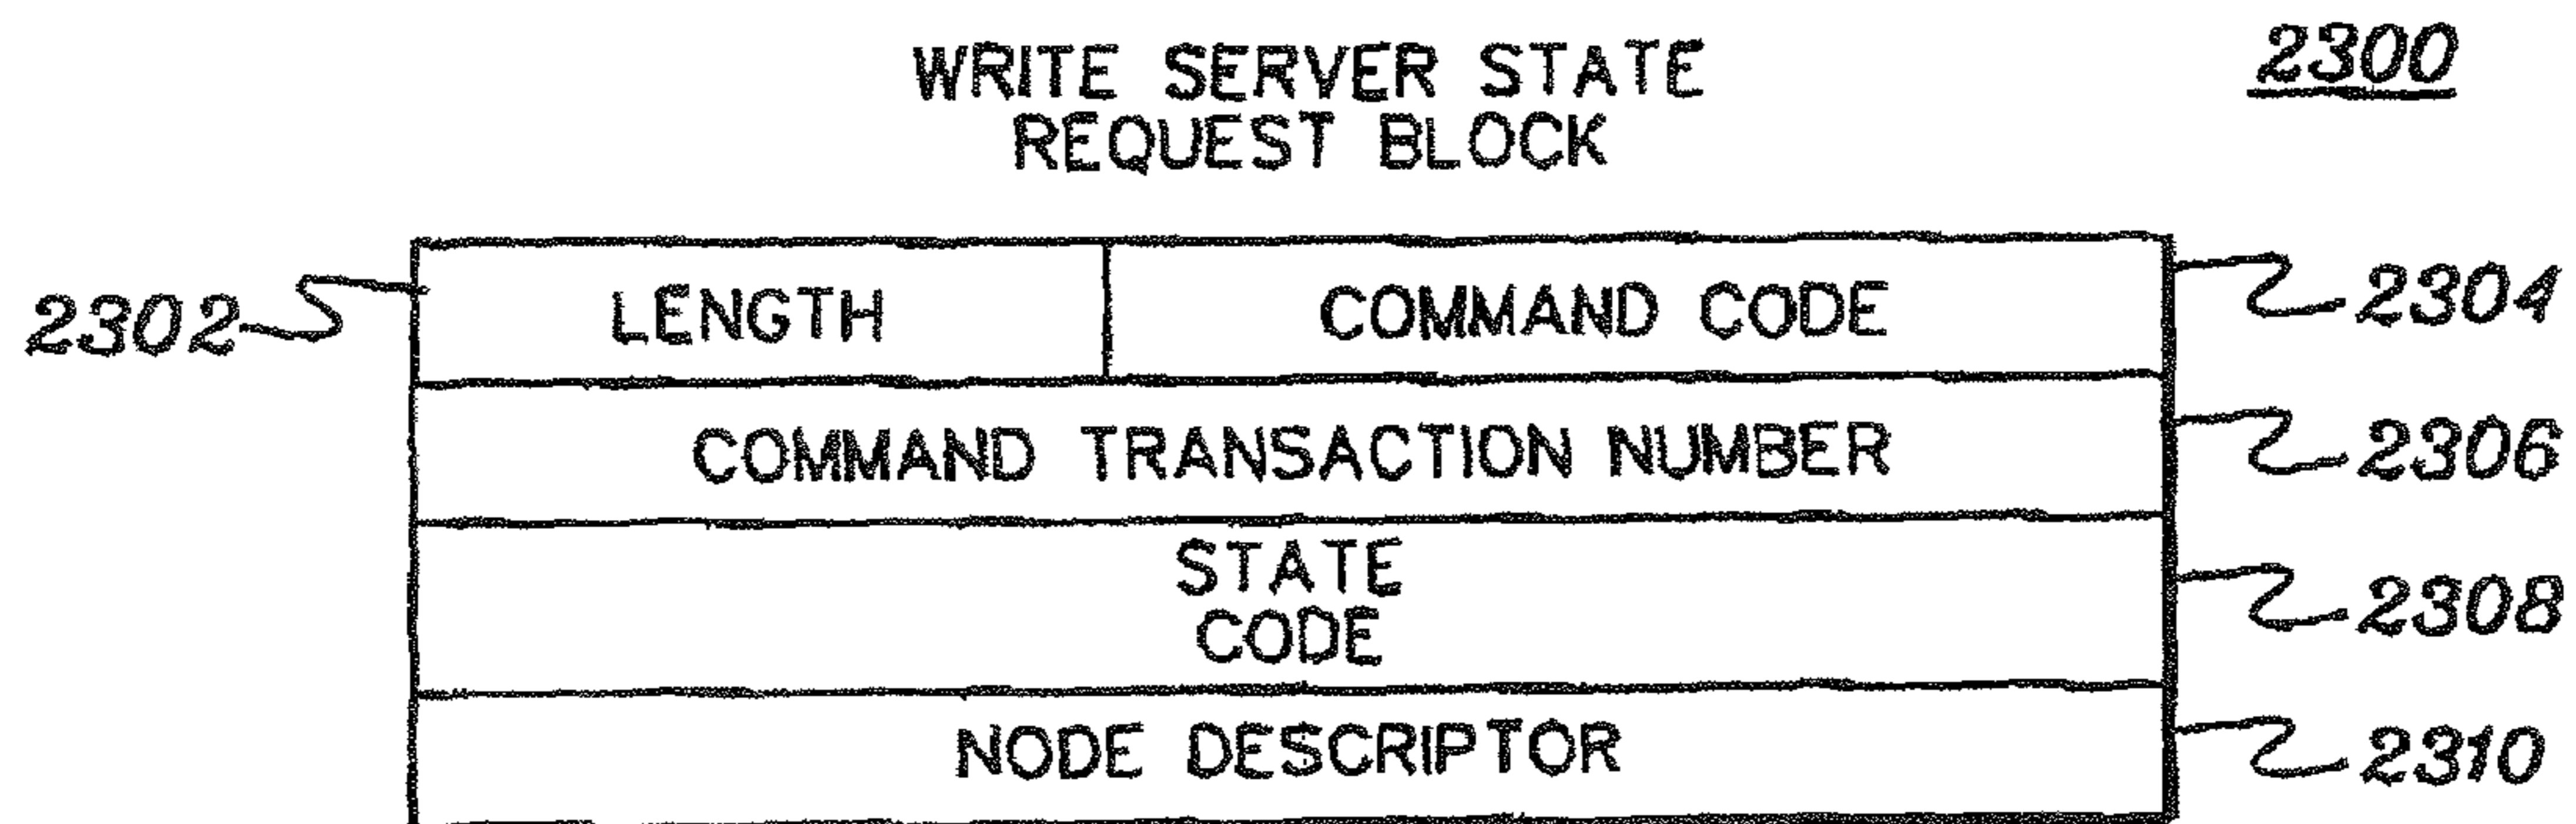 WRITE SERVER STATE
REQUEST BLOCK
2300
2302
LENGTH
COMMAND CODE
2304
COMMAND TRANSACTION NUMBER
2306
STATE
CODE
2308
NODE DESCRIPTOR
2310